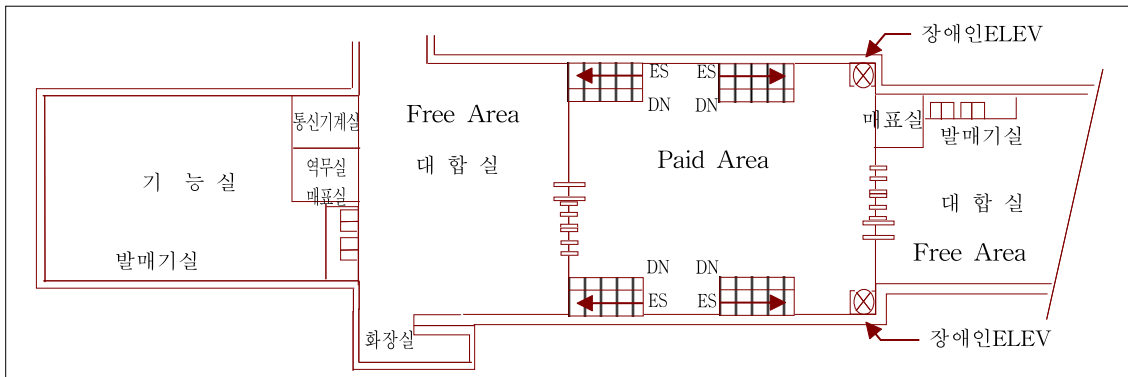 장애인ELEV
ES ES
Free Area
DN DN
통신기계실
매표실
발매기실
대 합 실
Paid Area
역무실
기 능 실
매표실
대 합 실
Free Area
발매기실
DN DN
ES ES
화장실
장애인ELEV